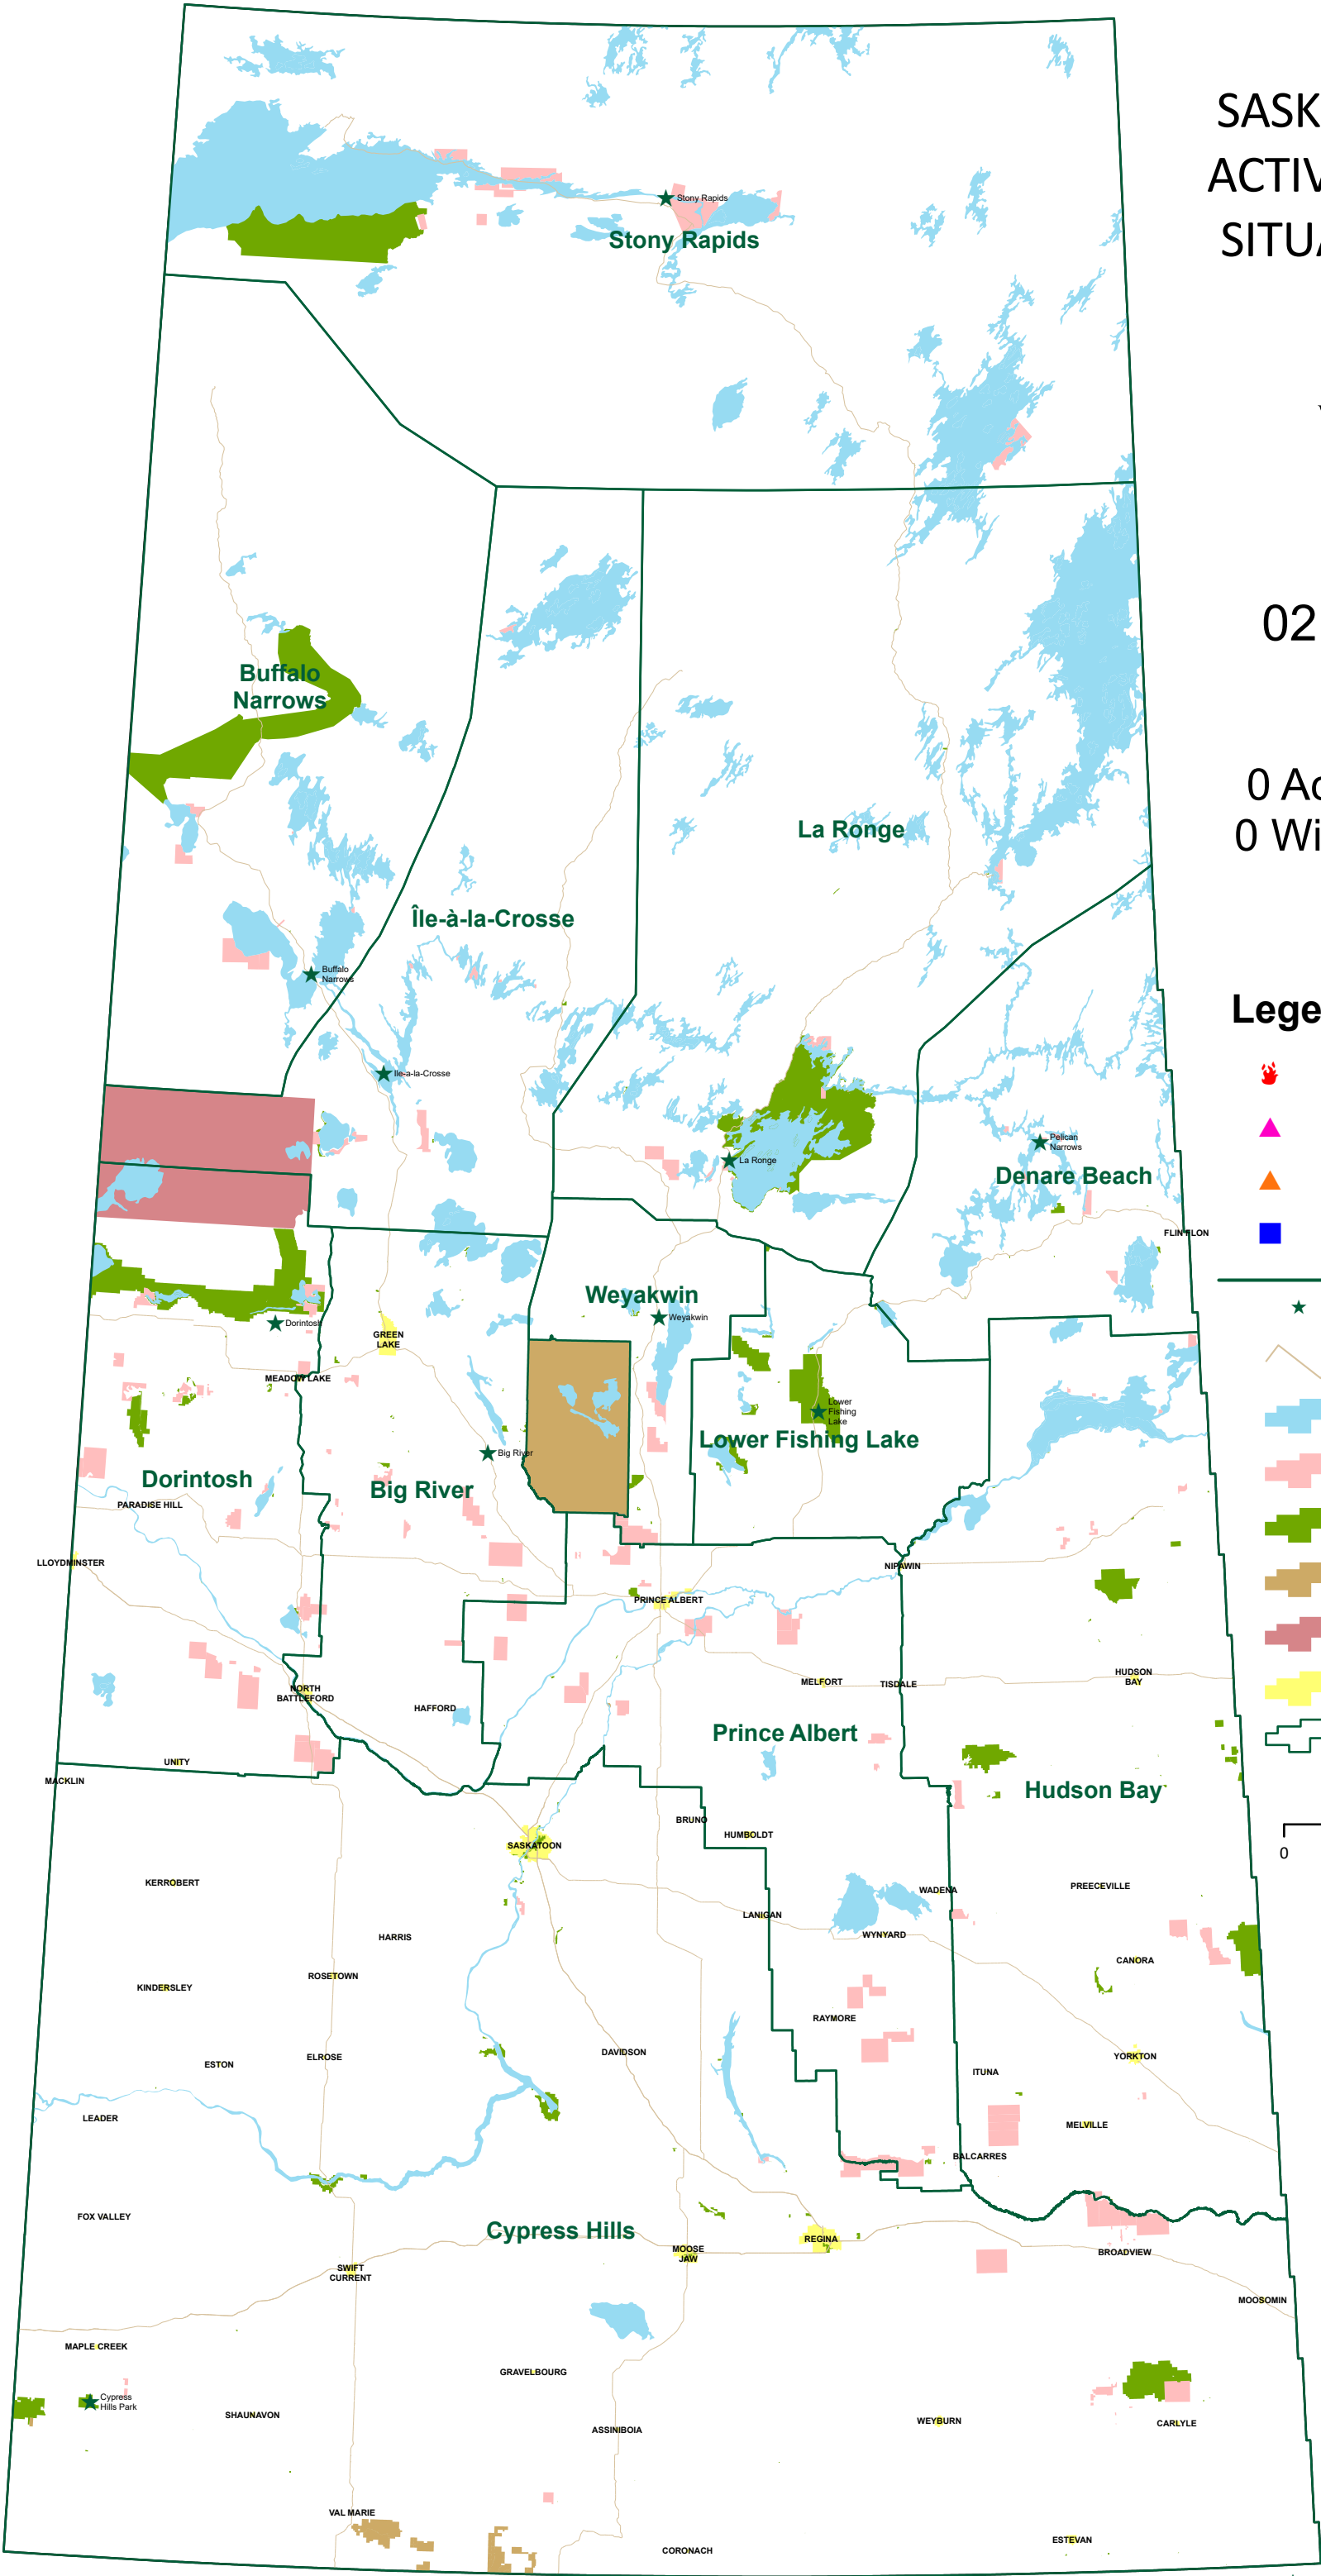 SASK
ACTIV
SITUA
02
0 Ac
0 Wi
Lege
0
Stony Rapids
Stony Rapids
Buffalo
Narrows
La Ronge
Île-à-la-Crosse
Buffalo
Narrows
Ile-a-la-Crosse
La Ronge
Pelican
Narrows
Denare Beach
FLIN FLON
Weyakwin
Weyakwin
Dorintosh
GREEN
LAKE
MEADOW LAKE
Lower
Fishing
Lake
Lower Fishing Lake
Big River
Dorintosh
Big River
PARADISE HILL
LLOYDMINSTER
NIPAWIN
PRINCE ALBERT
NORTH
BATTLEFORD
HAFFORD
MELFORT
TISDALE
HUDSON
BAY
Prince Albert
UNITY
MACKLIN
Hudson Bay
BRUNO
HUMBOLDT
SASKATOON
KERROBERT
WADENA
PREECEVILLE
LANIGAN
HARRIS
WYNYARD
CANORA
ROSETOWN
KINDERSLEY
RAYMORE
DAVIDSON
ELROSE
ESTON
YORKTON
ITUNA
LEADER
MELVILLE
BALCARRES
FOX VALLEY
Cypress Hills
REGINA
MOOSE
JAW
BROADVIEW
SWIFT
CURRENT
MOOSOMIN
MAPLE CREEK
GRAVELBOURG
Cypress
Hills Park
SHAUNAVON
ASSINIBOIA
WEYBURN
CARLYLE
VAL MARIE
CORONACH
ESTEVAN